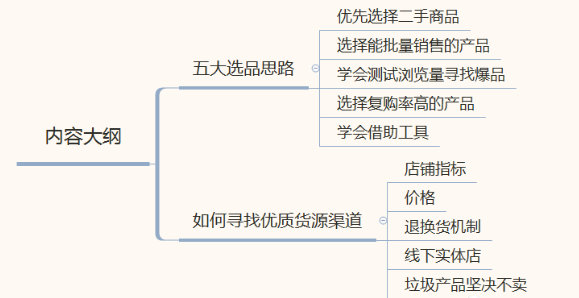 内容大纲
五大选品思路
优先选择二手商品
选择能批量销售的产品
学会测试浏览量寻找爆品
选择复购率高的产品
学会借助工具
如何寻找优质货源渠道
店铺指标
价格
退换货机制
线下实体店
垃圾产品坚决不卖